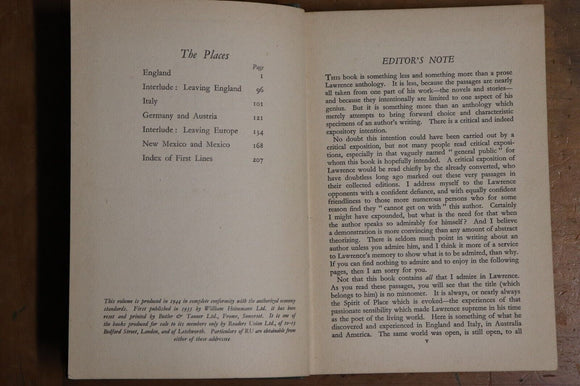 The Places
Page
England 1
Interlude: Leaving England 96
Italy 101
Germany and Austria 121
Interlude: Leaving Europe 134
New Mexico and Mexico 168
Index of First Lines 207
This volume is produced in 1944 in complete conformity with the authorized economy
standards. First published in 1935 by William Heinemann Ltd. it has been
reset and printed by Butler & Tanner Ltd., Frome, Somerset. It is one of
the books produced for sale to its members only by Readers Union Ltd., of 10-13
Bedford Street, London, and of Letchworth. Particulars of RU are obtainable from
either of these addresses
EDITOR'S NOTE
THIS book is something less and something more than a prose
Lawrence anthology. It is less, because the passages are nearly
all taken from one part of his work—the novels and stories—
and because they intentionally are limited to one aspect of his
genius. But it is something more than an anthology which
merely attempts to bring forward choice and characteristic
specimens of an author's writing. There is a critical and indeed
expository intention.
No doubt this intention could have been carried out by a
critical exposition, but not many people read critical exposi-
tions, especially in that vaguely named "general public" for
whom this book is hopefully intended. A critical exposition of
Lawrence would be read chiefly by the already converted, who
have doubtless long ago marked out these very passages in
their collected editions. I address myself to the Lawrence
opponents with a confident defiance, and with equally confident
friendliness to those more numerous persons who for some
reason find they "cannot get on with" this author. Certainly
I might have expounded, but what is the need for that when
the author speaks so admirably for himself? And I believe
a demonstration is more convincing than any amount of abstract
theorizing. There is seldom much point in writing about an
author unless you admire him, and I think it more of a service
to Lawrence's memory to show what is to be admired, than why.
If you can find nothing to admire and to enjoy in the following
pages, then I am sorry for you.
Not that this book contains all that I admire in Lawrence.
As you read these passages, you will see that the title (which
belongs to him) is no misnomer. It is always, or nearly always
the Spirit of Place which is evoked—the experiences of that
passionate sensibility which made Lawrence supreme in his time
as the poet of the living world. Here is something of what he
discovered and experienced in England and Italy, in Australia
and America. The same world was open, is still open, to all
v